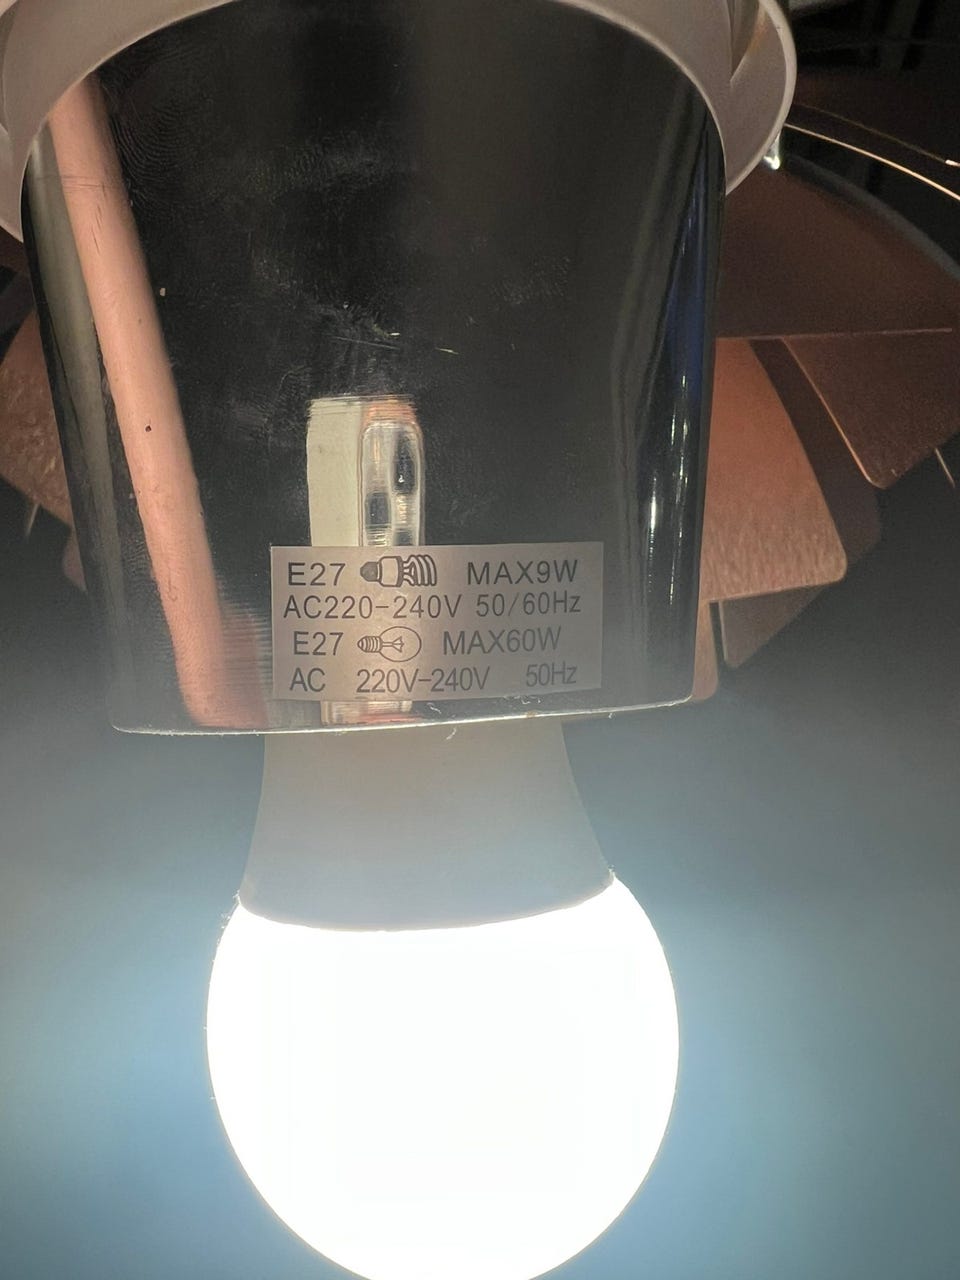 E27 MAX9W
AC220-240V 50/60Hz
E27 MAX60W
AC 220V-240V 50Hz